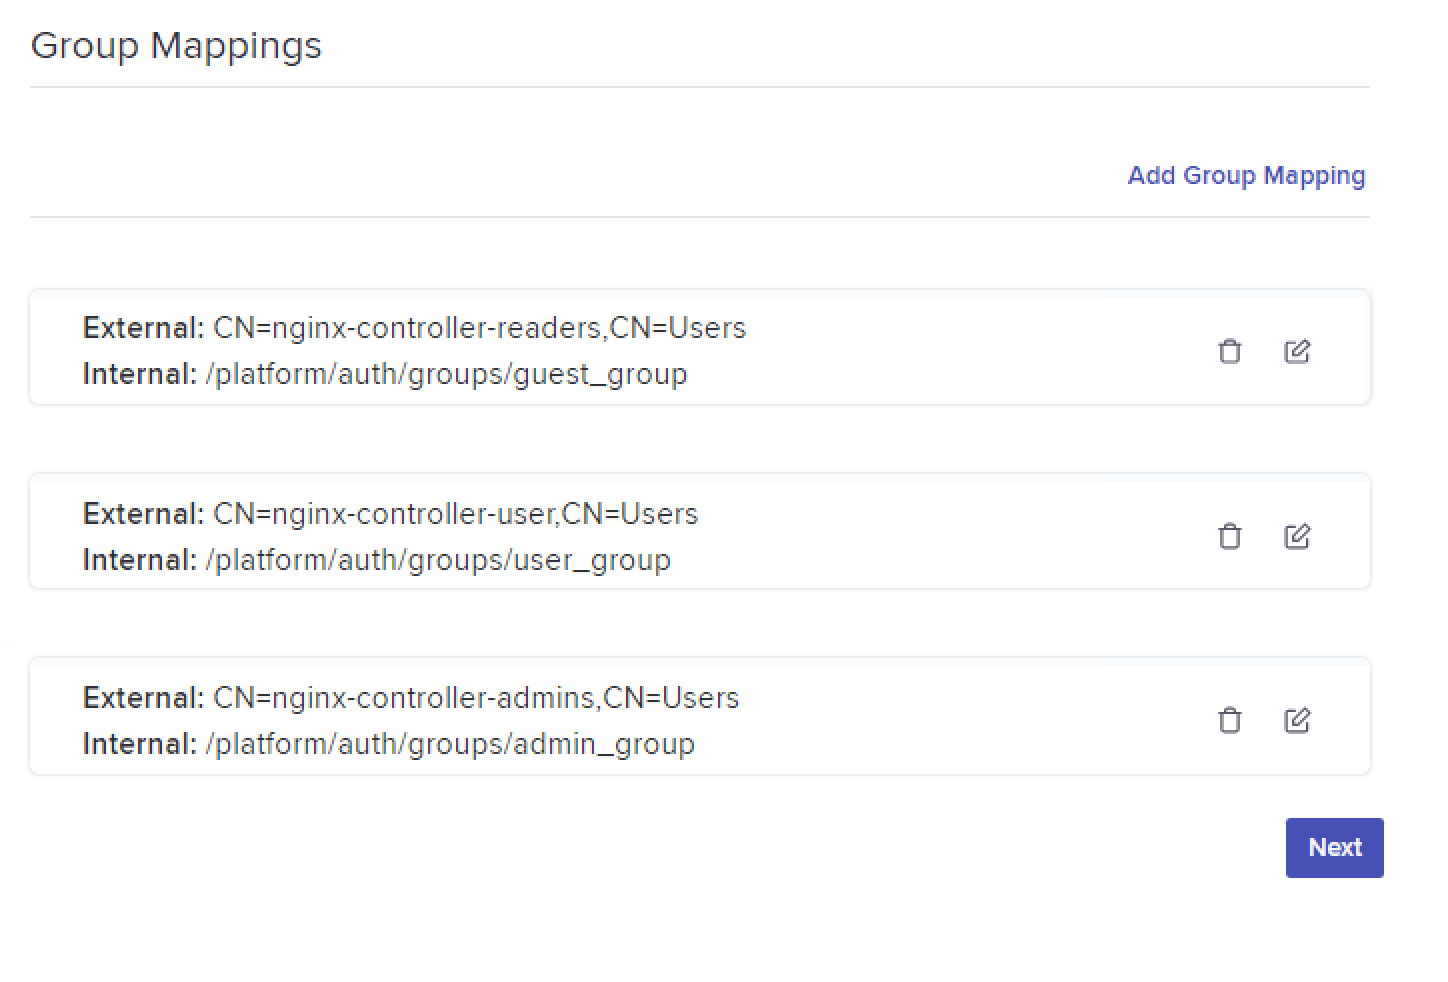 Group Mappings
Add Group Mapping
External: CN=nginx-controller-readers,CN=Users
Internal: /platform/auth/groups/guest_group
External: CN=nginx-controller-user,CN=Users
Internal: /platform/auth/groups/user_group
External: CN=nginx-controller-admins,CN=Users
Internal: /platform/auth/groups/admin_group
Next